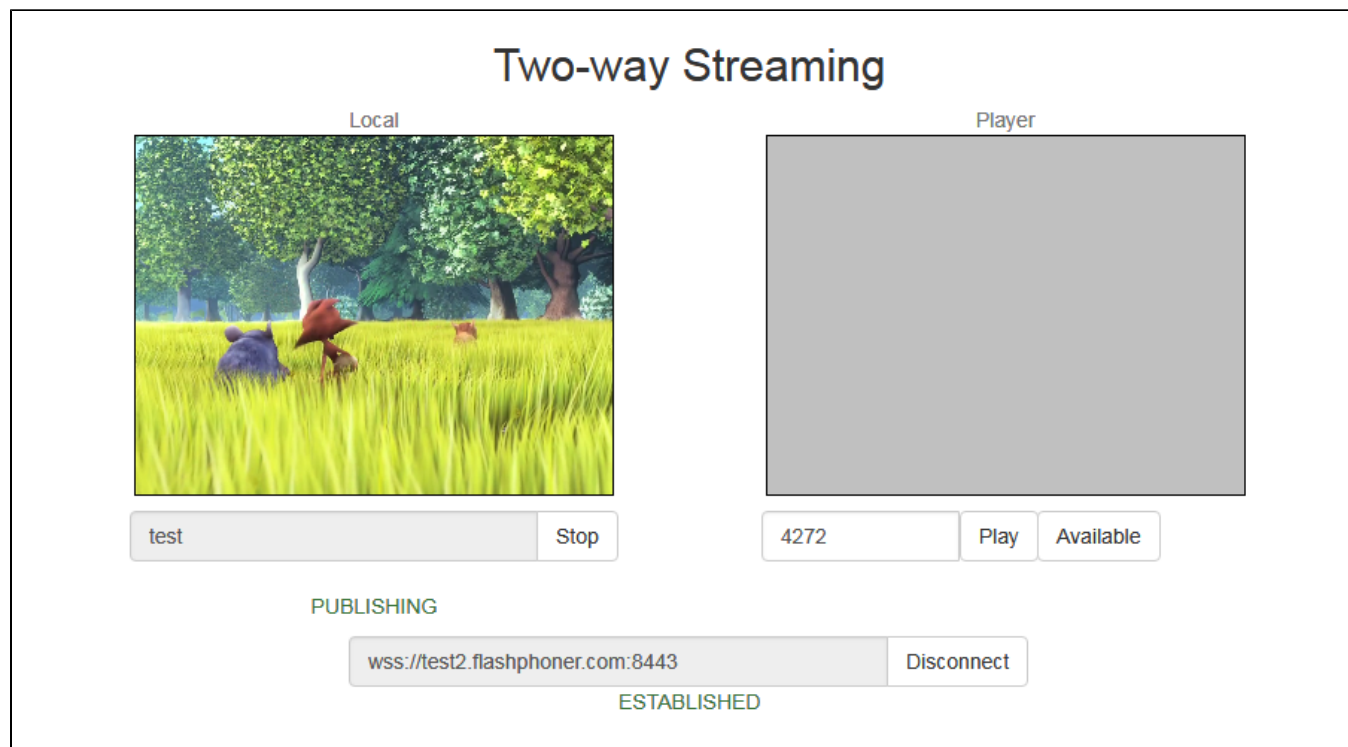 Two-way Streaming
Local
Player
test
Stop
4272
Play
Available
PUBLISHING
wss://test2.flashphoner.com:8443
Disconnect
ESTABLISHED